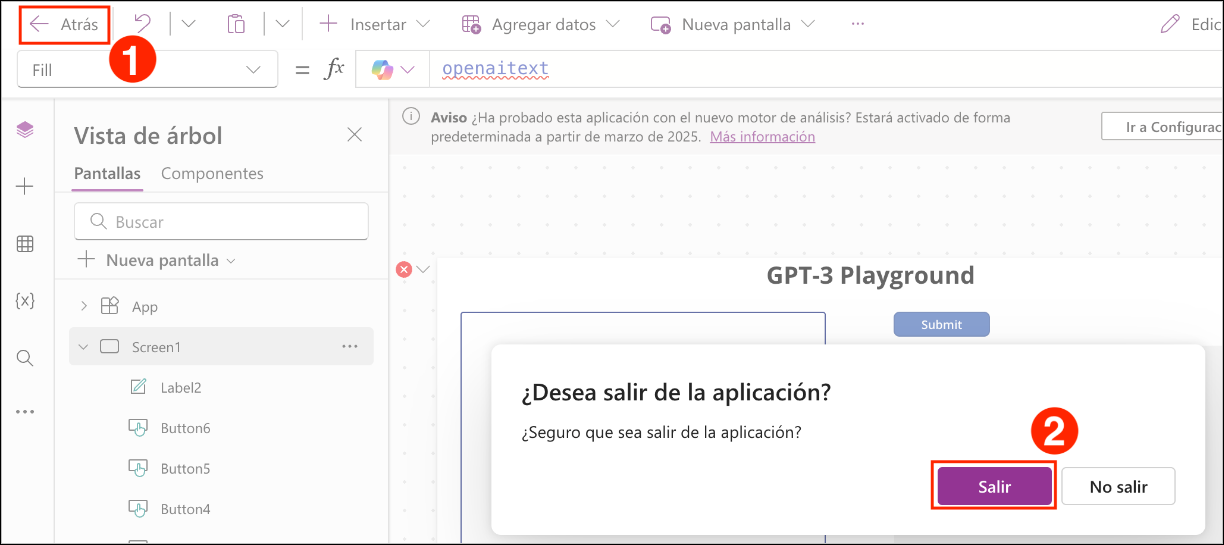 Atrás
Insertar
Agregar datos
Nueva pantalla
Edic
1
Fill
=
fx
openaitext
Vista de árbol
Aviso ¿Ha probado esta aplicación con el nuevo motor de análisis? Estará activado de forma
predeterminada a partir de marzo de 2025. Más información
Ir a Configurac
Pantallas
Componentes
Buscar
Nueva pantalla
{x}
App
Screen1
Label2
Button6
Button5
Button4
GPT-3 Playground
Submit
¿Desea salir de la aplicación?
¿Seguro que sea salir de la aplicación?
2
Salir
No salir